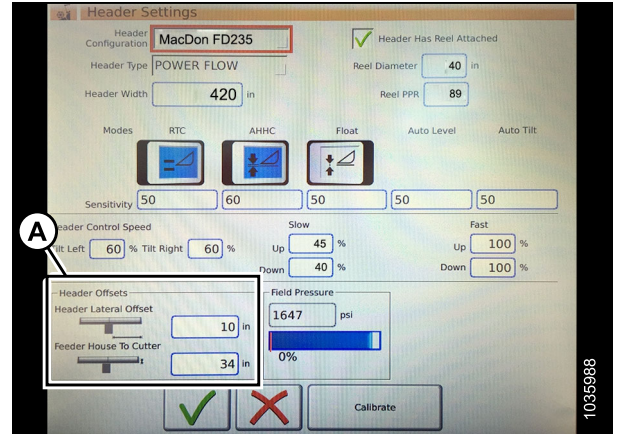 Header Settings
Header Configuration MacDon FD235
Header Has Reel Attached
Header Type POWER FLOW
Reel Diameter 40 in
Header Width 420 in
Reel PPR 89
Modes RTC AHHC Float Auto Level Auto Tilt
Sensitivity 50 60 50 50 50
eader Control Speed Slow Fast
Tilt Left 60 % Tilt Right 60 % Up 45 % Up 100 %
Down 40 % Down 100 %
A
Header Offsets Field Pressure
Header Lateral Offset 10 in 1647 psi
Feeder House To Cutter 34 in 0%
Calibrate
1035988